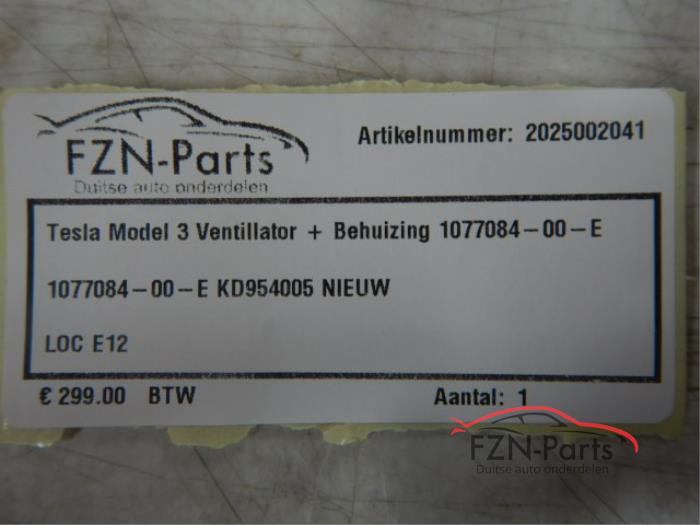 FZN-Parts
Duitse auto onderdelen
Artikelnummer: 2025002041
Tesla Model 3 Ventillator + Behuizing 1077084-00-E
1077084-00-E KD954005 NIEUW
LOC E12
€ 299.00 BTW
Aantal: 1
FZN-Parts
Duitse auto onderdelen